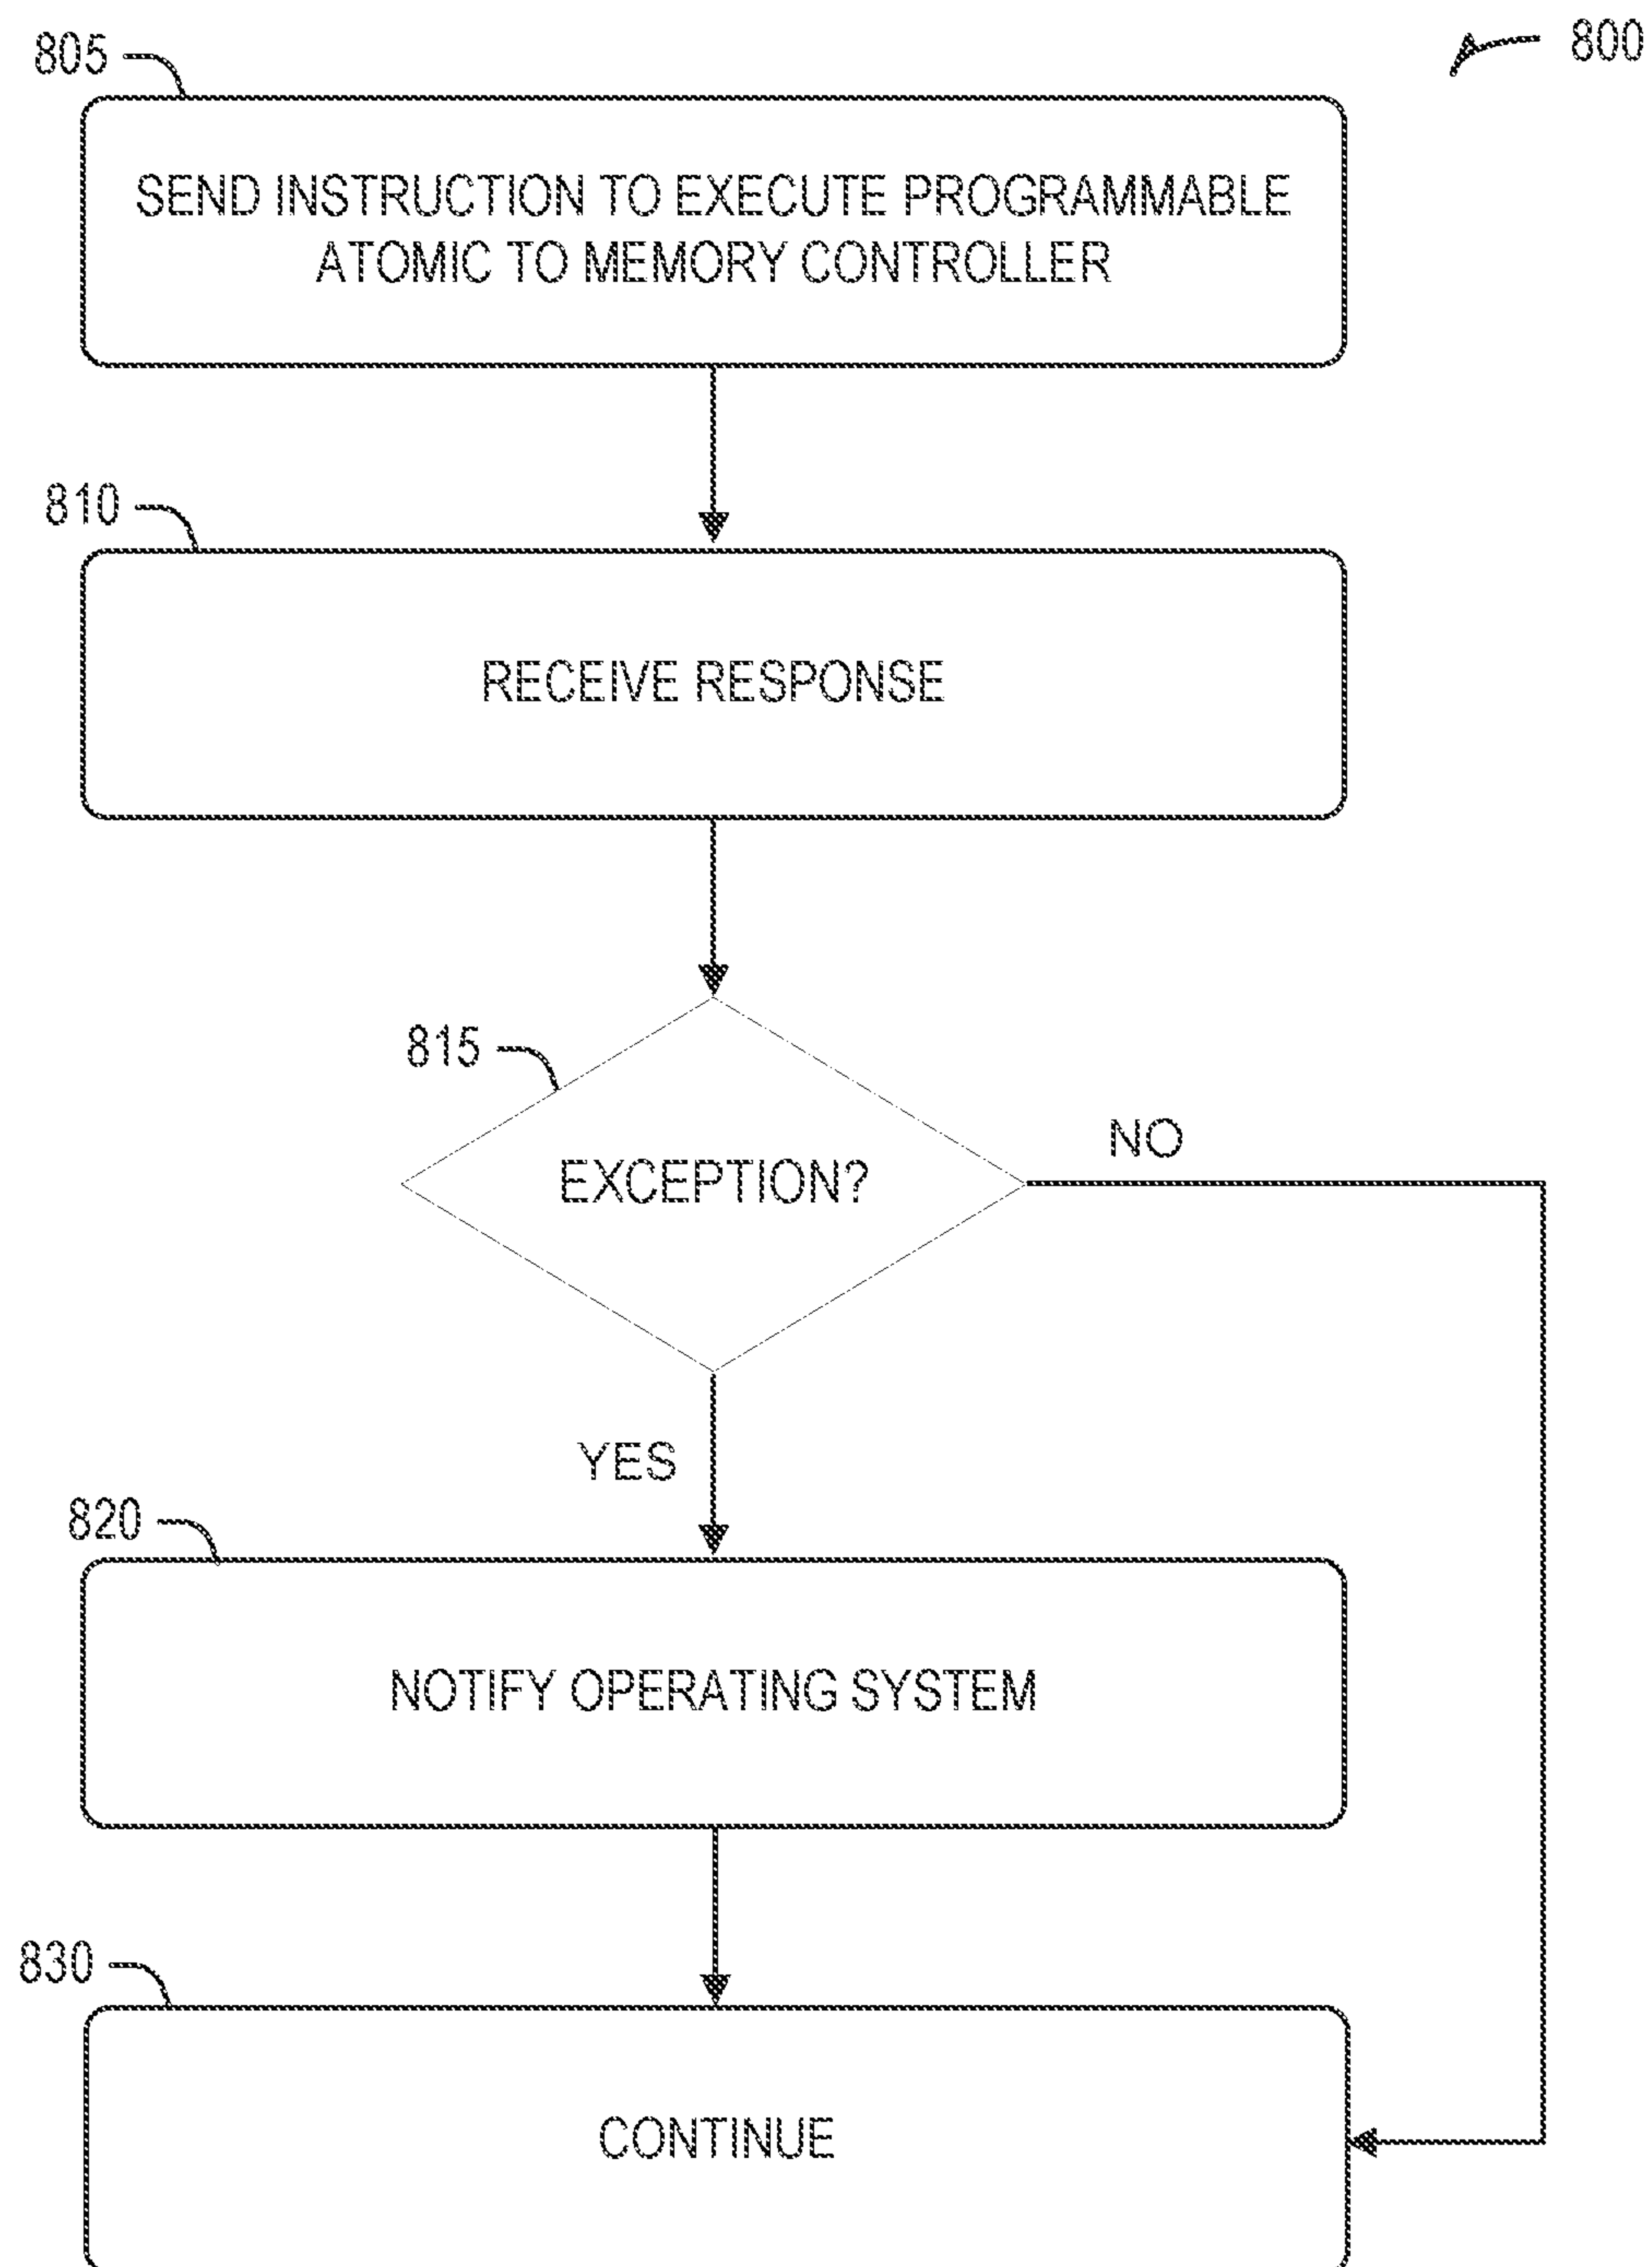 800
805
SEND INSTRUCTION TO EXECUTE PROGRAMMABLE
ATOMIC TO MEMORY CONTROLLER
810
RECEIVE RESPONSE
815
EXCEPTION?
NO
YES
820
NOTIFY OPERATING SYSTEM
830
CONTINUE